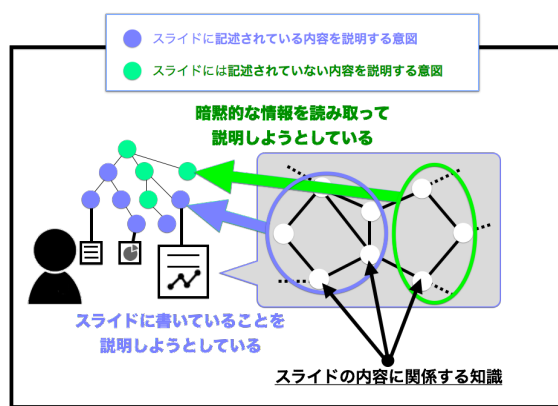 スライドに記述されている内容を説明する意図
スライドには記述されていない内容を説明する意図
暗黙的な情報を読み取って
説明しようとしている
スライドに書いていることを
説明しようとしている
スライドの内容に関係する知識